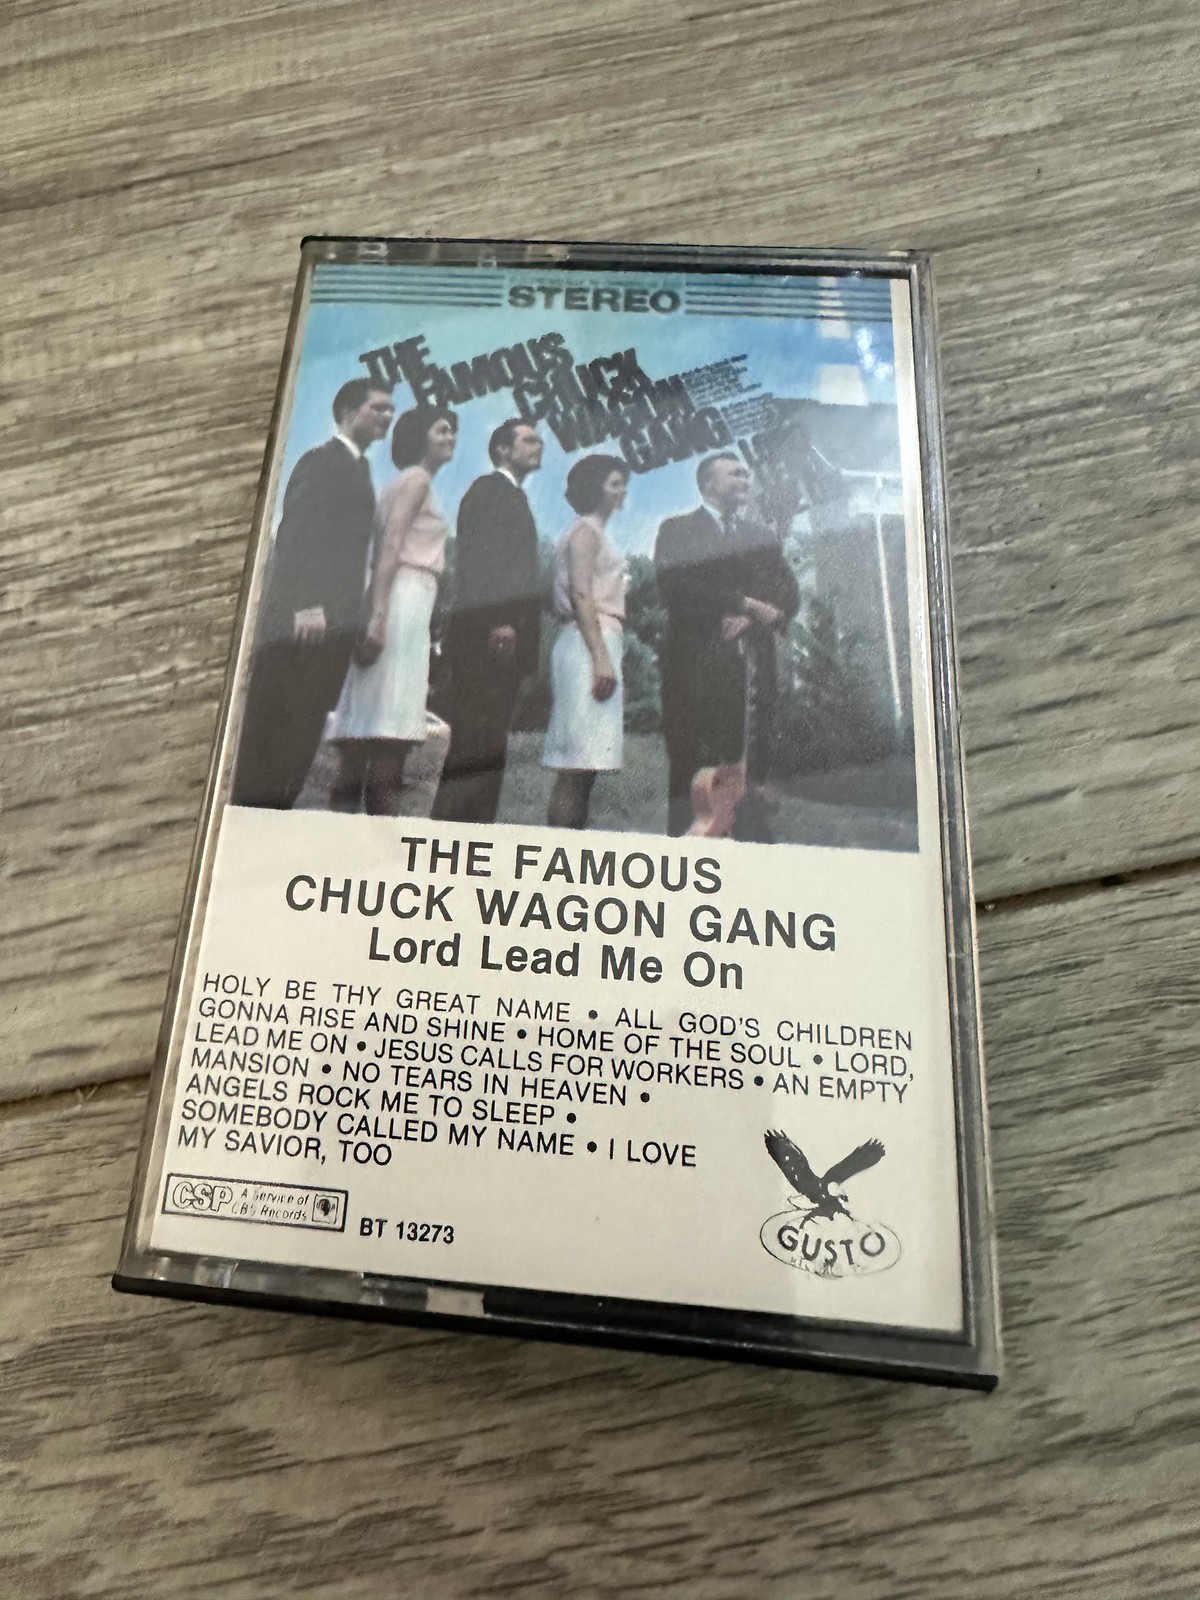 STEREO
THE
FAMOUS
CHUCK
WAGON
GANG
THE FAMOUS
CHUCK WAGON GANG
Lord Lead Me On
HOLY BE THY GREAT NAME • ALL GOD'S CHILDREN
GONNA RISE AND SHINE • HOME OF THE SOUL • LORD,
LEAD ME ON • JESUS CALLS FOR WORKERS • AN EMPTY
MANSION • NO TEARS IN HEAVEN •
ANGELS ROCK ME TO SLEEP •
SOMEBODY CALLED MY NAME • I LOVE
MY SAVIOR, TOO
CSP A Service of
CBS Records
BT 13273
GUSTO